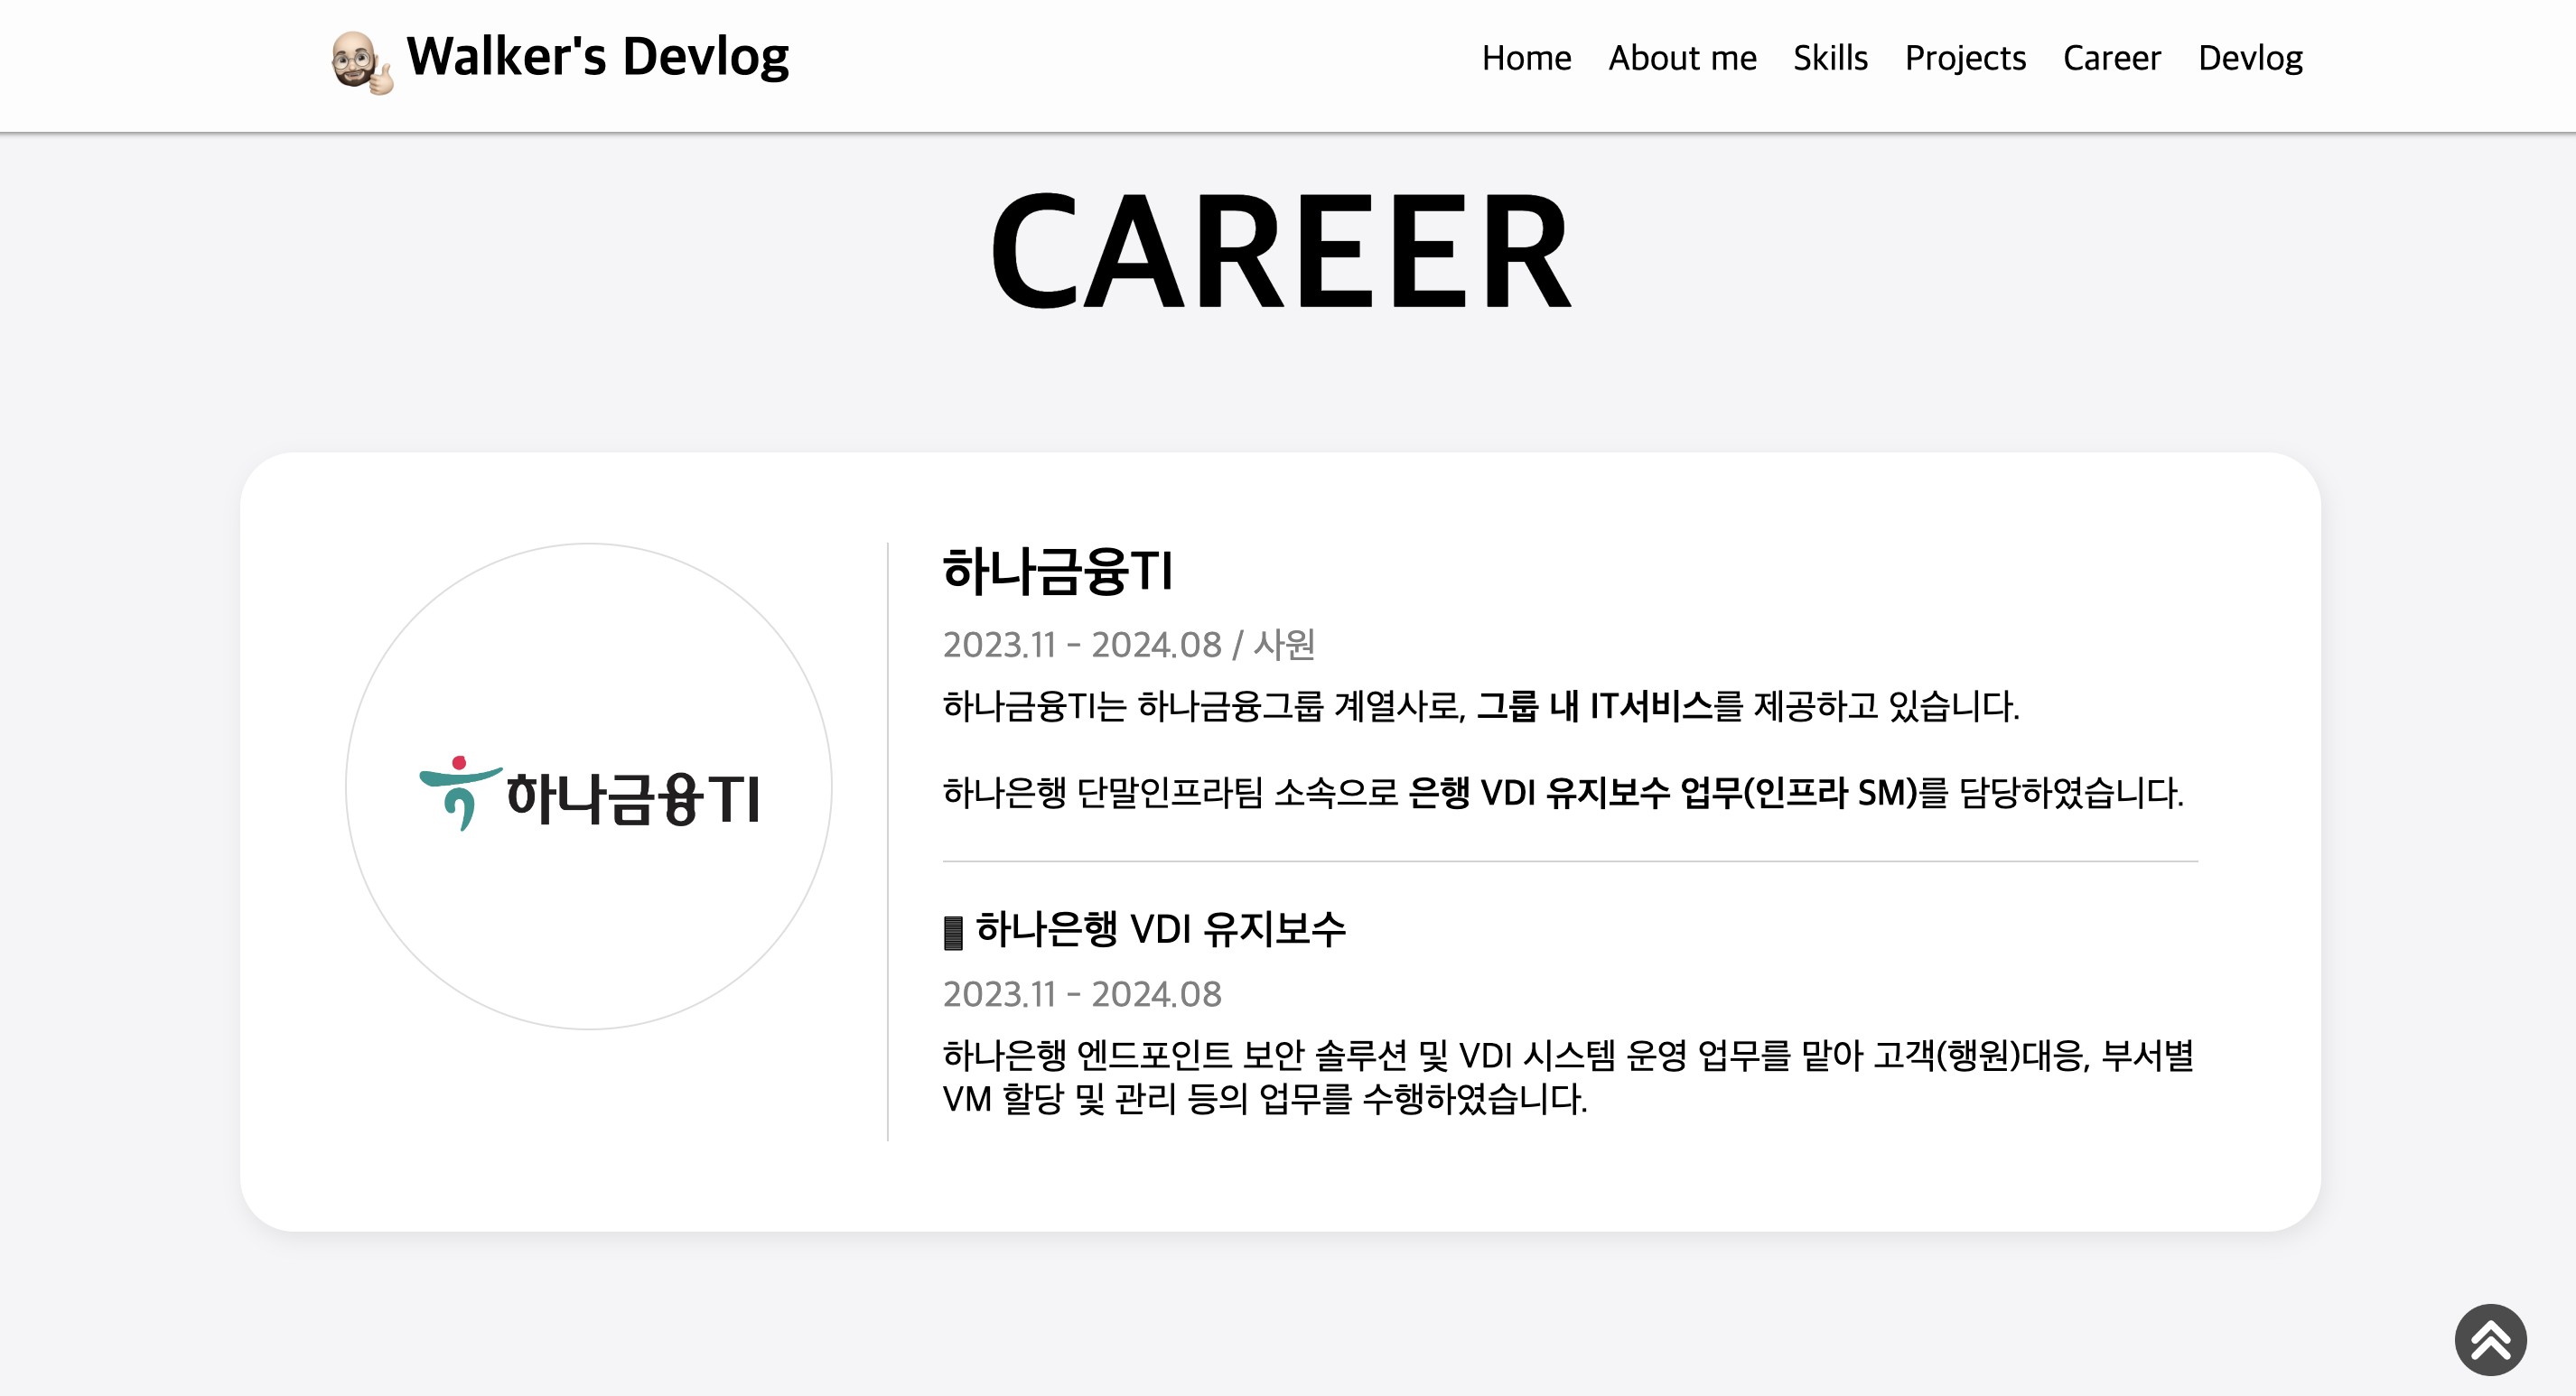 Walker's Devlog
Home About me Skills Projects Career Devlog
CAREER
하나금융TI
하나금융TI
2023.11 - 2024.08 / 사원
하나금융TI는 하나금융그룹 계열사로, 그룹 내 IT서비스를 제공하고 있습니다.
하나은행 단말인프라팀 소속으로 은행 VDI 유지보수 업무(인프라 SM)를 담당하였습니다.
하나은행 VDI 유지보수
2023.11 - 2024.08
하나은행 엔드포인트 보안 솔루션 및 VDI 시스템 운영 업무를 맡아 고객(행원)대응, 부서별
VM 할당 및 관리 등의 업무를 수행하였습니다.